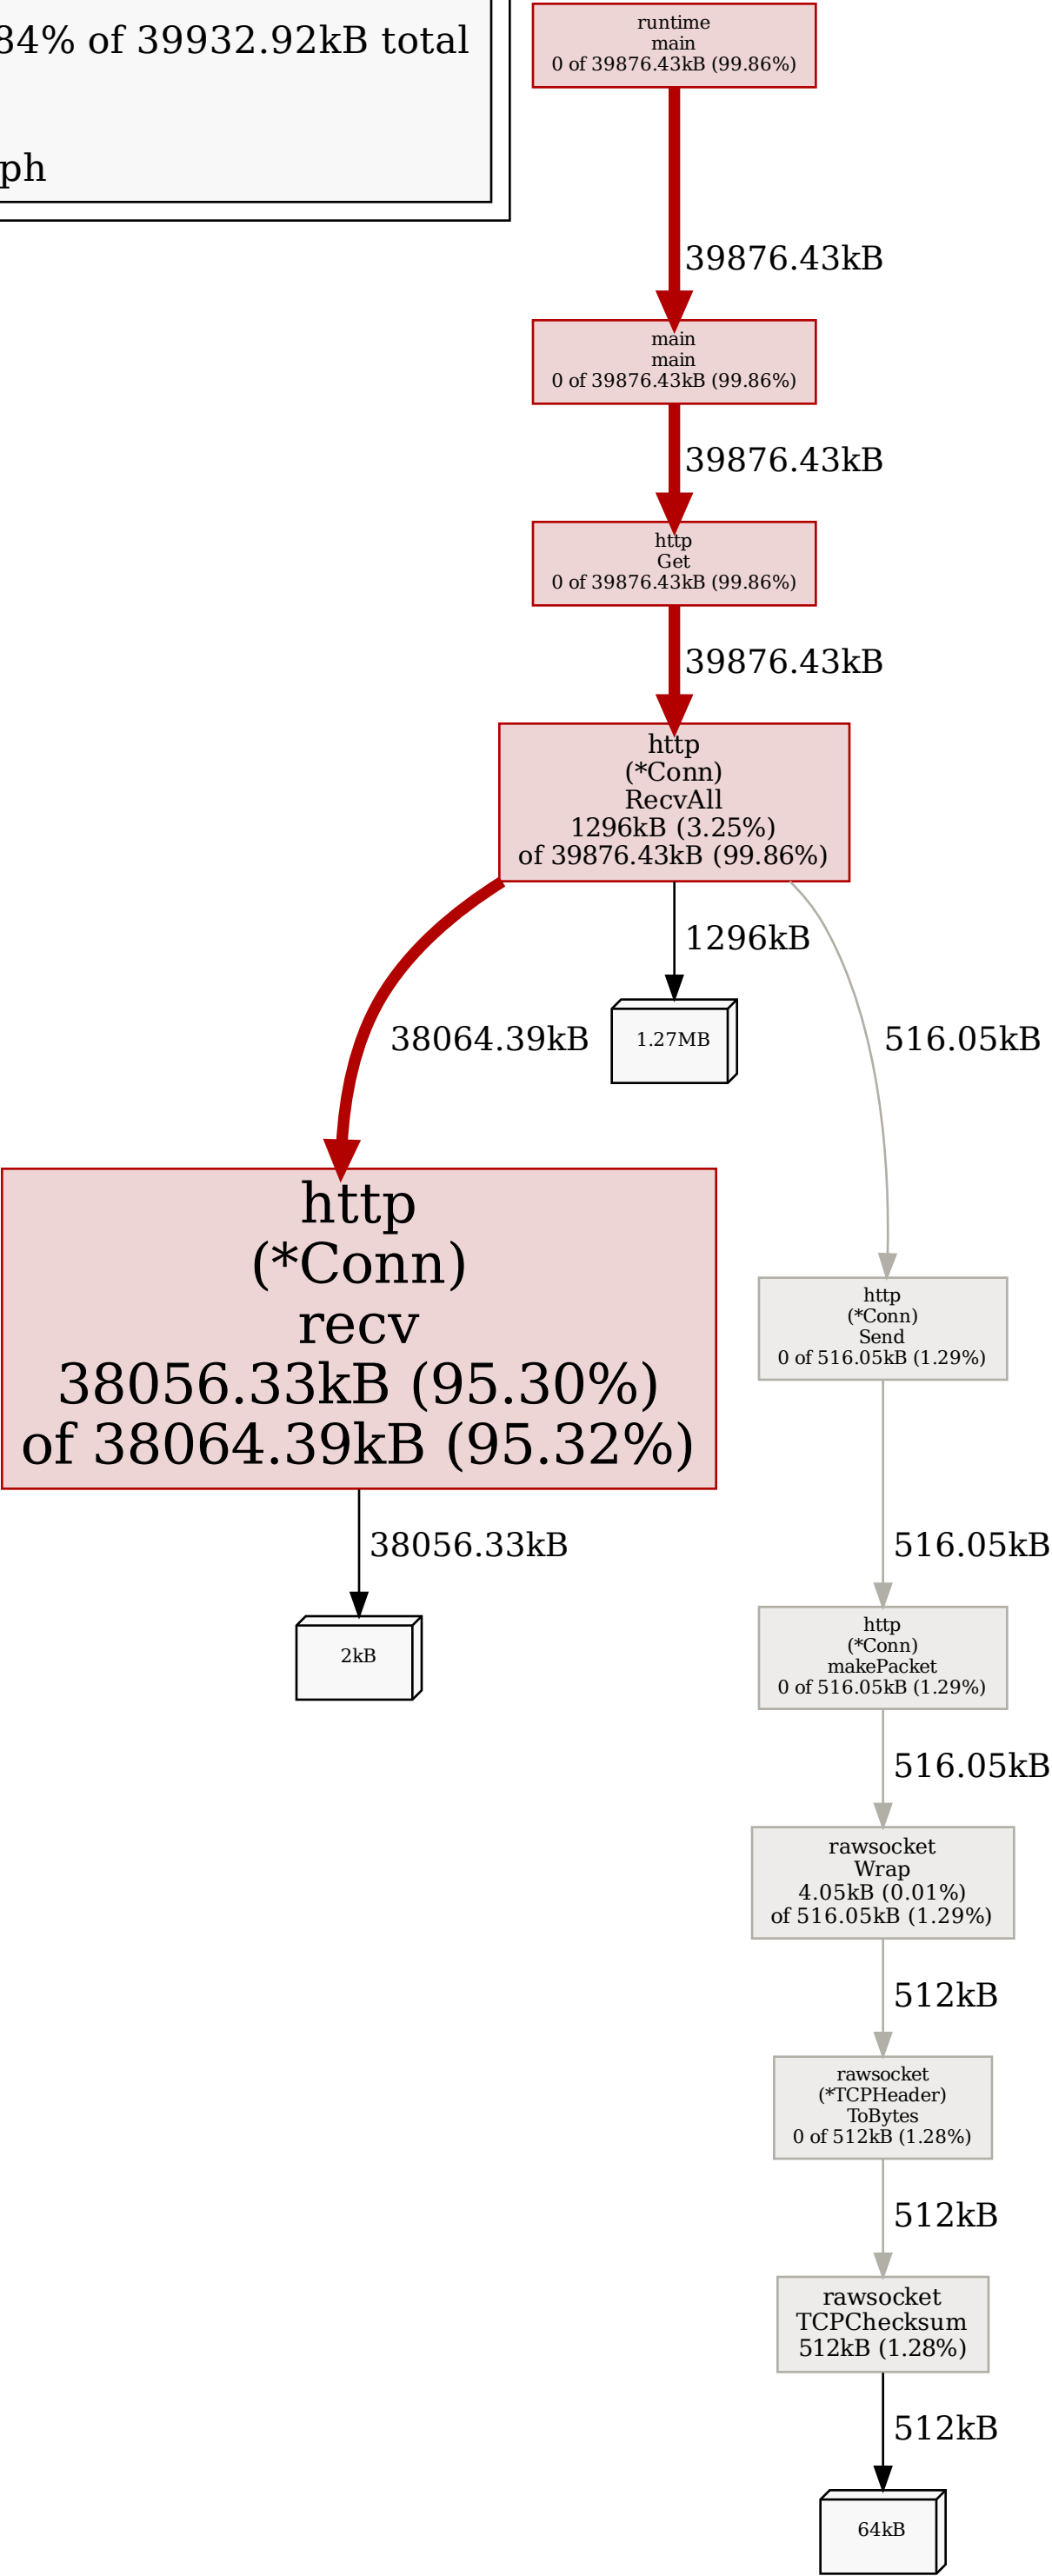 84% of 39932.92kB total
ph
runtime
main
0 of 39876.43kB (99.86%)
39876.43kB
main
main
0 of 39876.43kB (99.86%)
39876.43kB
http
Get
0 of 39876.43kB (99.86%)
39876.43kB
http
(*Conn)
RecvAll
1296kB (3.25%)
of 39876.43kB (99.86%)
1296kB
38064.39kB
1.27MB
516.05kB
http
(*Conn)
recv
38056.33kB (95.30%)
of 38064.39kB (95.32%)
http
(*Conn)
Send
0 of 516.05kB (1.29%)
38056.33kB
516.05kB
2kB
http
(*Conn)
makePacket
0 of 516.05kB (1.29%)
516.05kB
rawsocket
Wrap
4.05kB (0.01%)
of 516.05kB (1.29%)
512kB
rawsocket
(*TCPHeader)
ToBytes
0 of 512kB (1.28%)
512kB
rawsocket
TCPChecksum
512kB (1.28%)
512kB
64kB